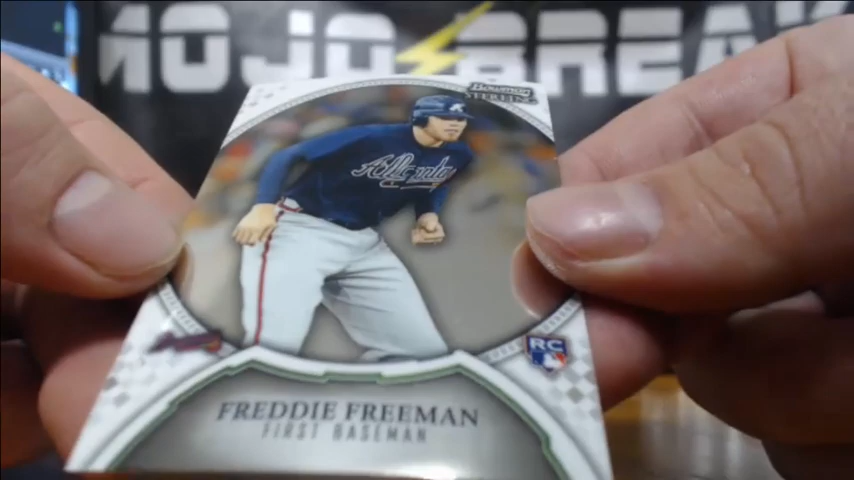 MOJO BREAK
Bowman
STERLING
Atlanta
RC
FREDDIE FREEMAN
FIRST BASEMAN